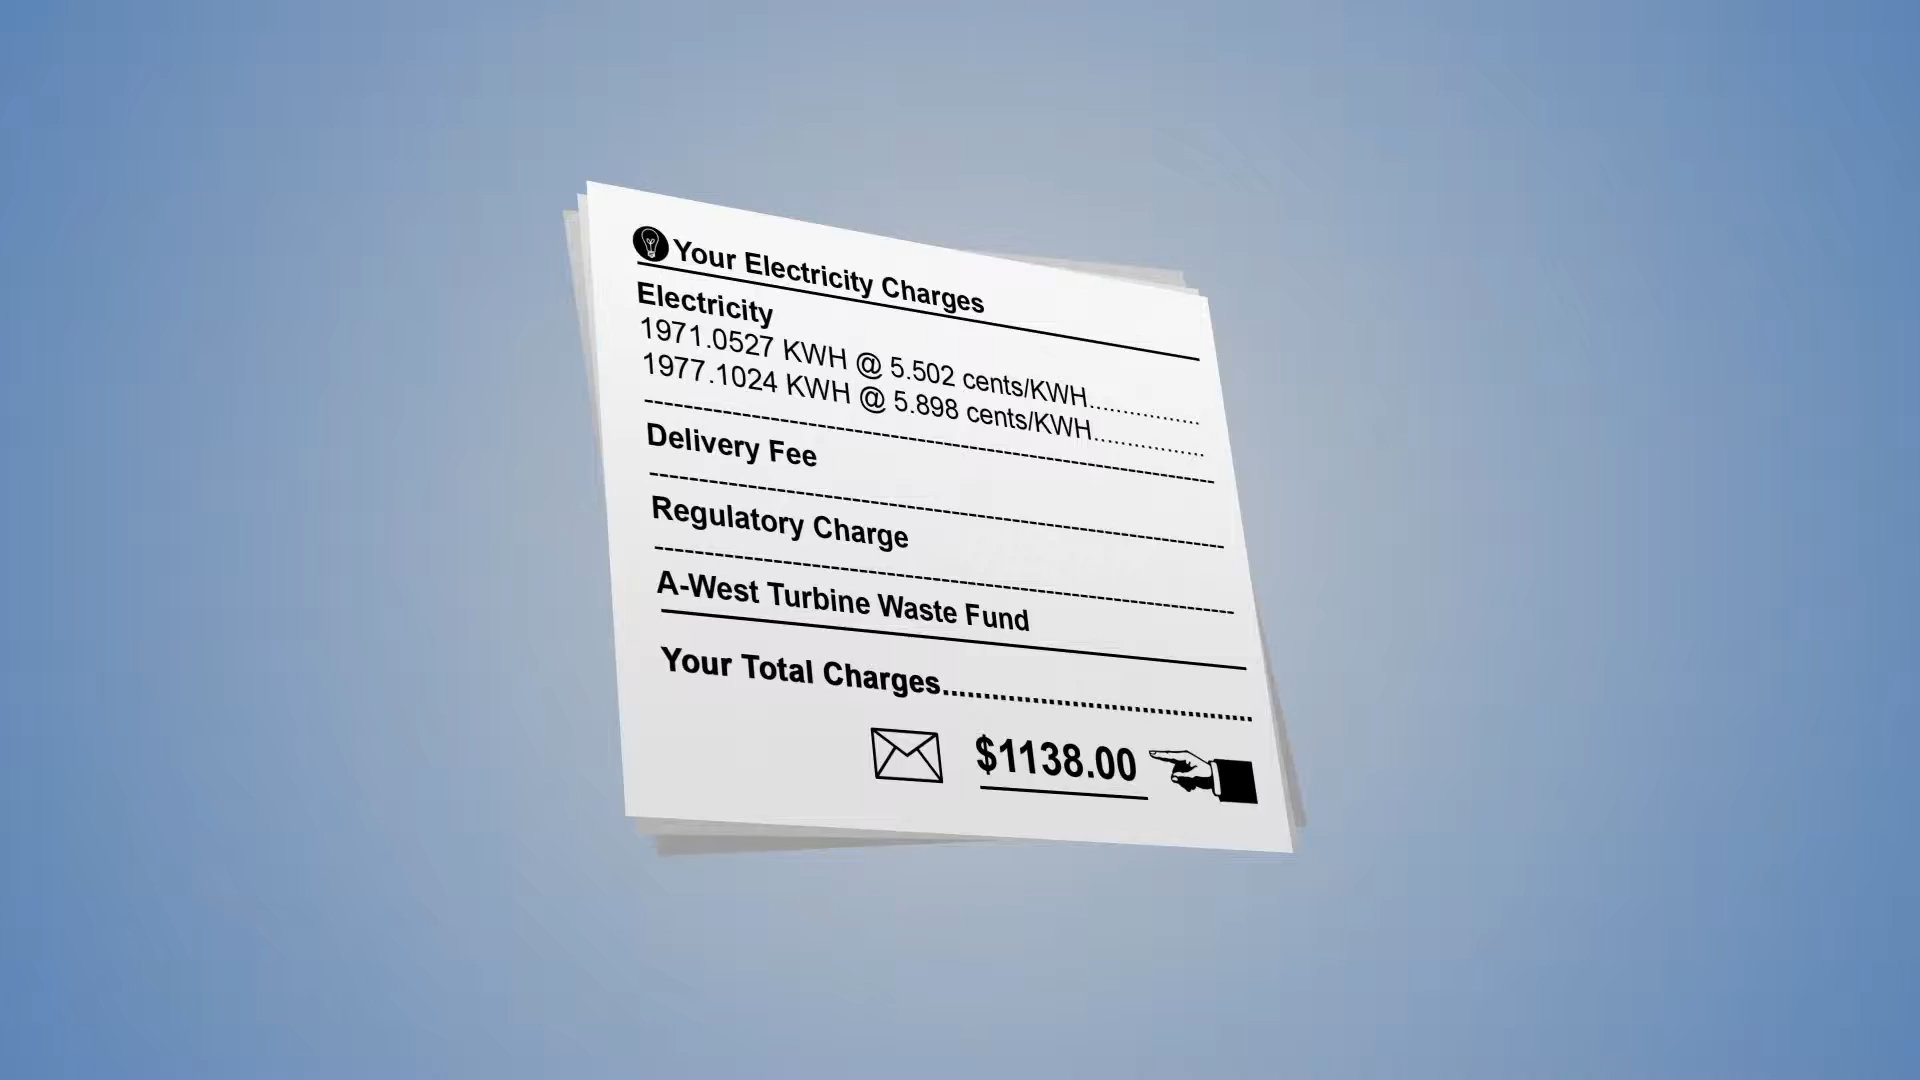 Your Electricity Charges
Electricity
1971.0527 KWH @ 5.502 cents/KWH................
1977.1024 KWH @ 5.898 cents/KWH................
Delivery Fee
Regulatory Charge
A-West Turbine Waste Fund
Your Total Charges......................................
$1138.00